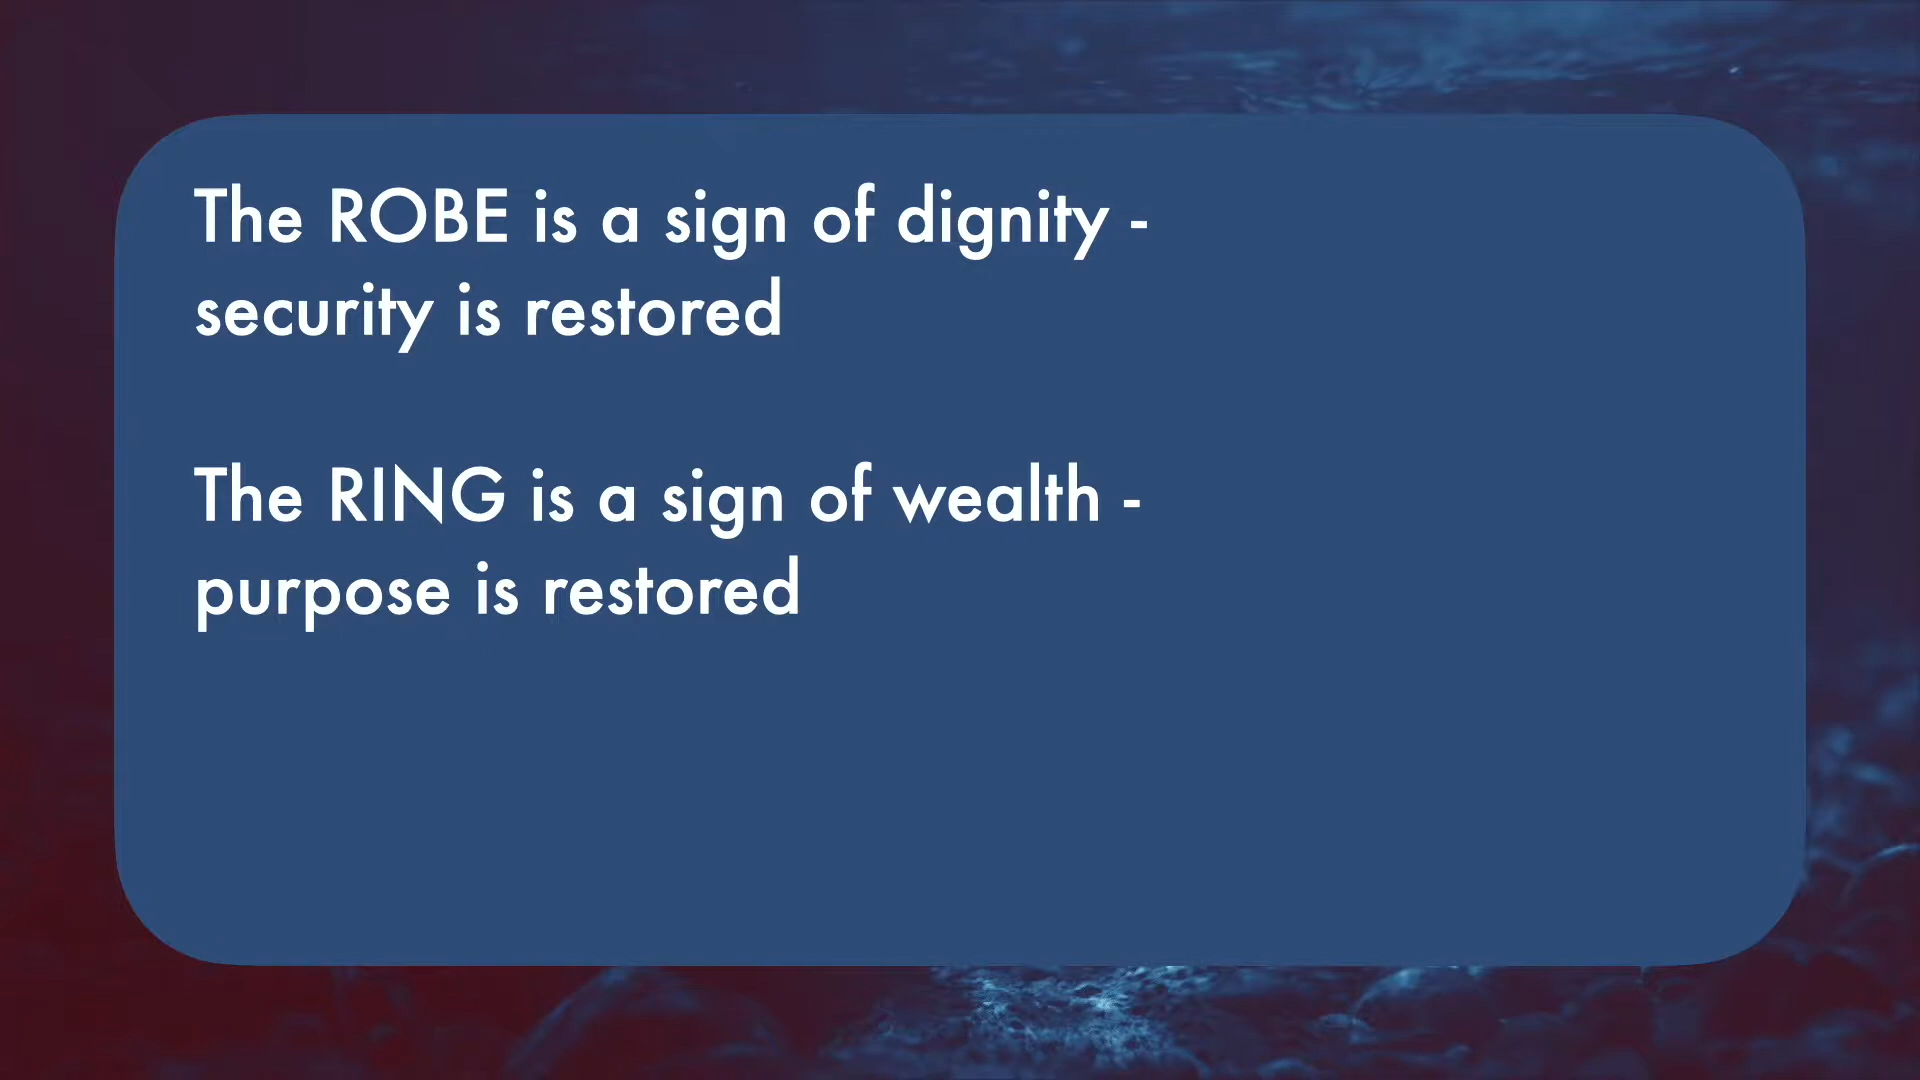 The ROBE is a sign of dignity -
security is restored
The RING is a sign of wealth -
purpose is restored